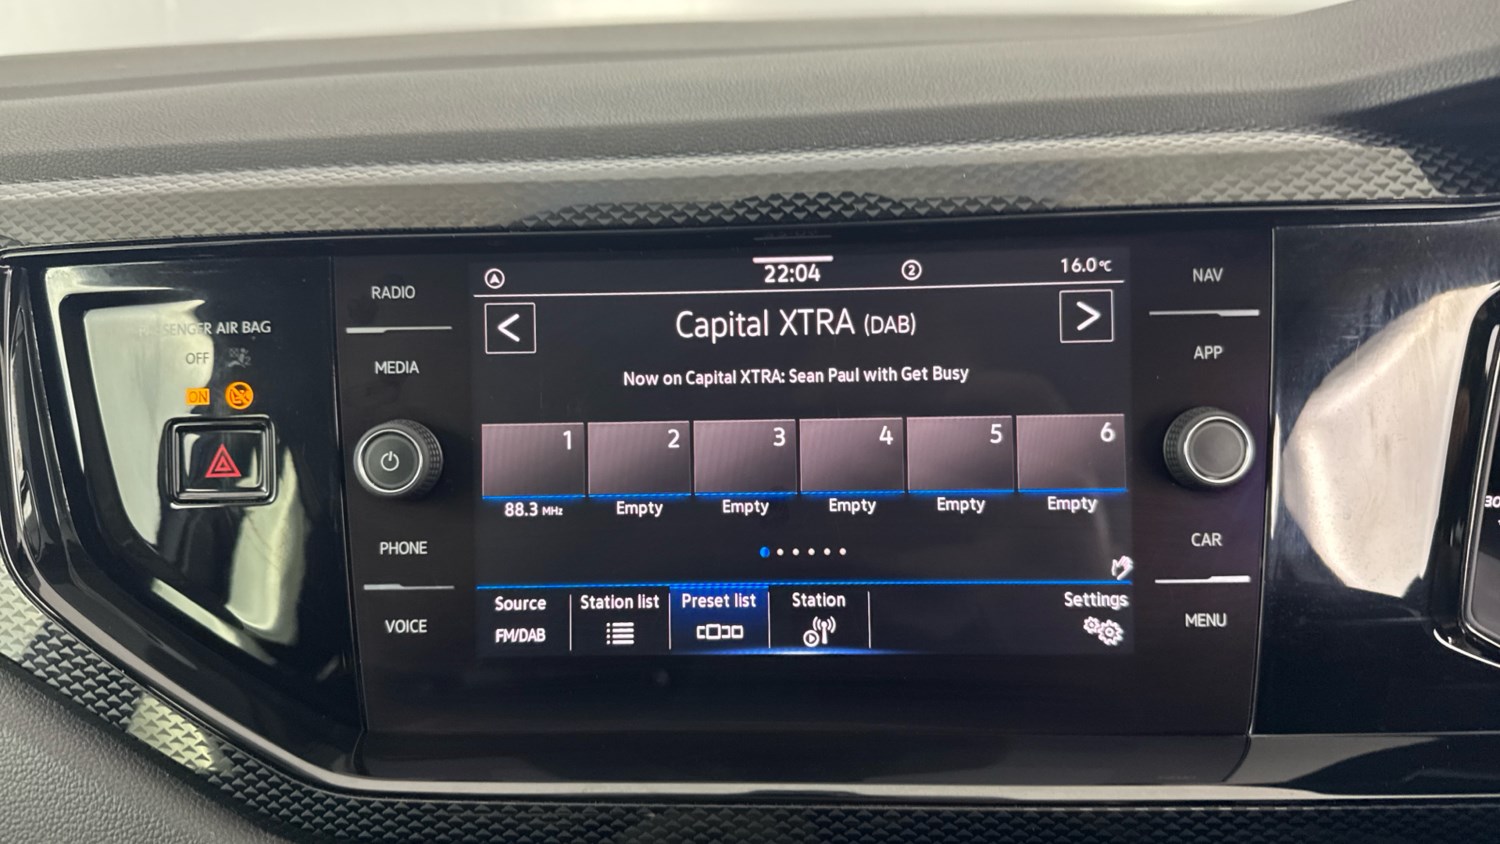 PASSENGER AIR BAG
OFF
ON
RADIO
MEDIA
PHONE
VOICE
22:04
2
16.0°C
Capital XTRA (DAB)
Now on Capital XTRA: Sean Paul with Get Busy
1 2 3 4 5 6
88.3 MHz Empty Empty Empty Empty Empty
Source Station list Preset list Station Settings
FM/DAB
NAV
APP
CAR
MENU